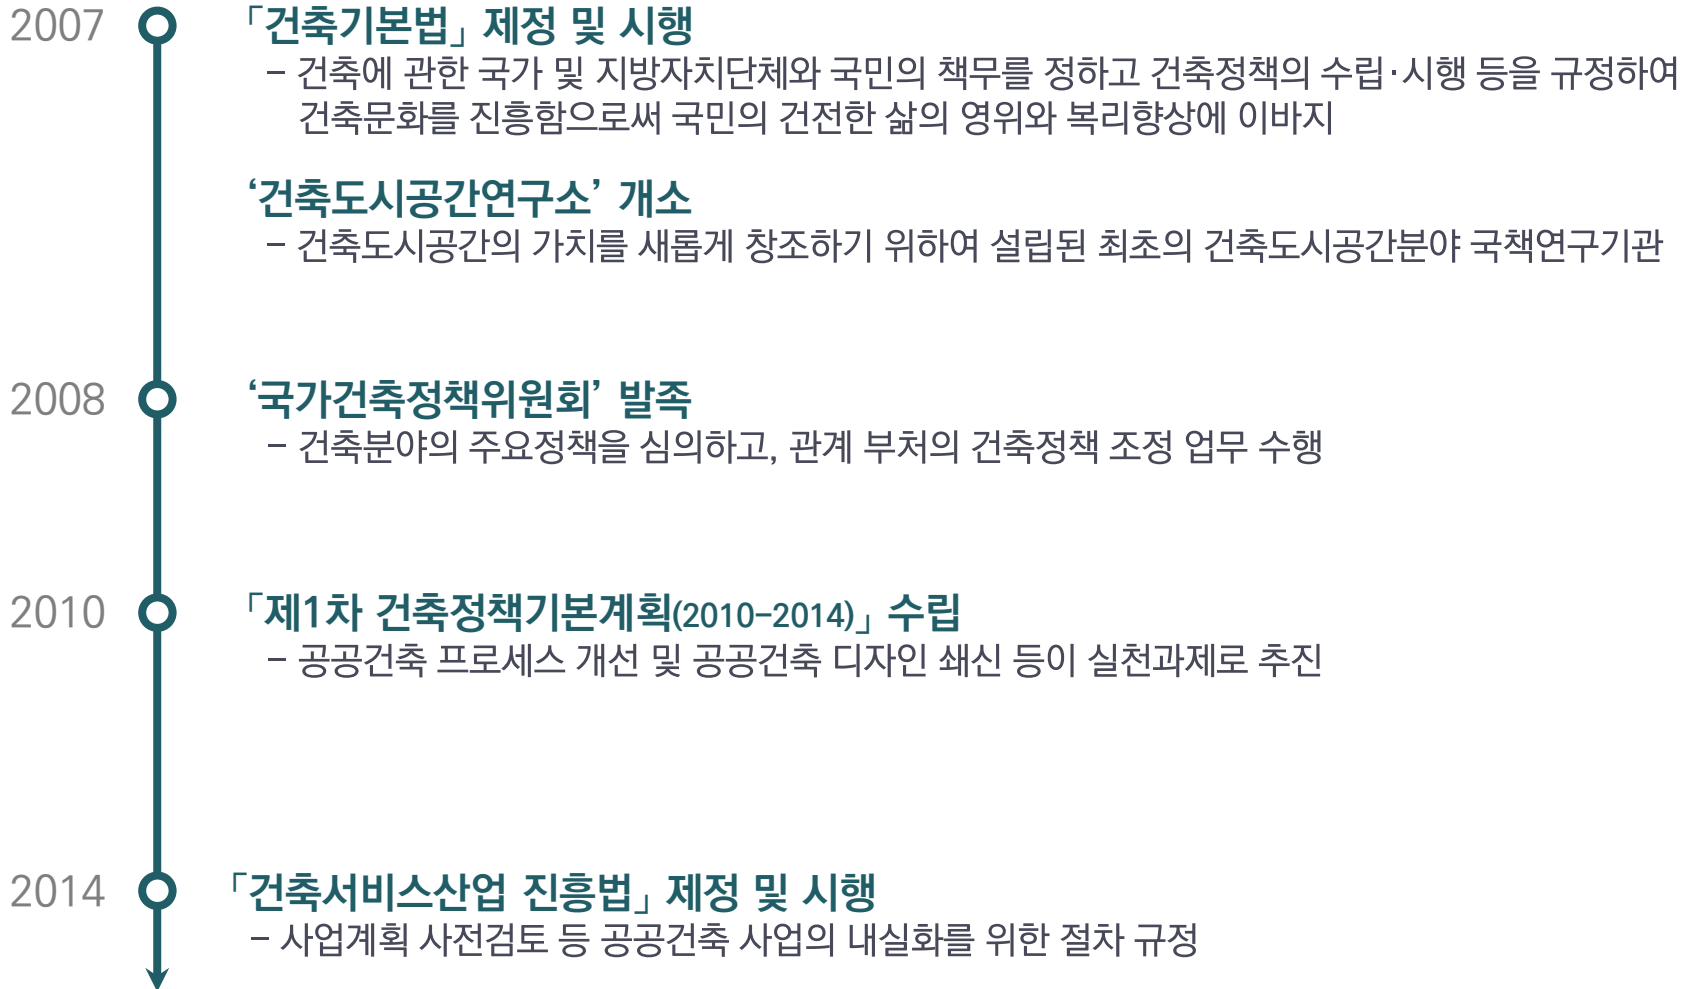 2007
「건축기본법」 제정 및 시행
– 건축에 관한 국가 및 지방자치단체와 국민의 책무를 정하고 건축정책의 수립·시행 등을 규정하여
건축문화를 진흥함으로써 국민의 건전한 삶의 영위와 복리향상에 이바지
‘건축도시공간연구소’ 개소
– 건축도시공간의 가치를 새롭게 창조하기 위하여 설립된 최초의 건축도시공간분야 국책연구기관
2008
‘국가건축정책위원회’ 발족
– 건축분야의 주요정책을 심의하고, 관계 부처의 건축정책 조정 업무 수행
2010
「제1차 건축정책기본계획(2010–2014)」 수립
– 공공건축 프로세스 개선 및 공공건축 디자인 쇄신 등이 실천과제로 추진
2014
「건축서비스산업 진흥법」 제정 및 시행
– 사업계획 사전검토 등 공공건축 사업의 내실화를 위한 절차 규정